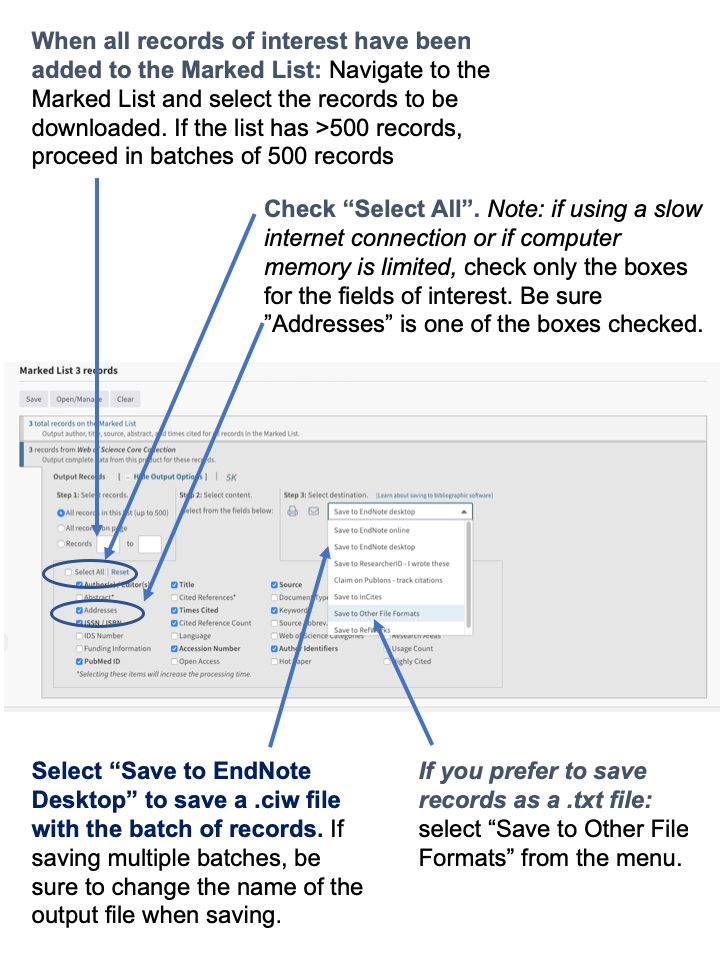 When all records of interest have been
added to the Marked List: Navigate to the
Marked List and select the records to be
downloaded. If the list has >500 records,
proceed in batches of 500 records
Check “Select All”. Note: if using a slow
internet connection or if computer
memory is limited, check only the boxes
for the fields of interest. Be sure
”Addresses” is one of the boxes checked.
Marked List 3 records
Save Open/Manage Clear
3 total records on the Marked List
Output author, title, source, abstract, and times cited for all records in the Marked List.
3 records from Web of Science Core Collection
Output complete data from this product for these records.
Output Records [ – Hide Output Options ] | 5K
Step 1: Select records. Step 2: Select content. Step 3: Select destination. [Learn about saving to bibliographic software]
All records in this list (up to 500) Select from the fields below: Save to EndNote desktop
All records on page Save to EndNote online
Records to Save to EndNote desktop
Save to ResearcherID - I wrote these
Select All | Reset Claim on Publons - track citations
Author(s) / Editor(s) Title Source
Abstract* Cited References* Document Type Save to InCites
Addresses Times Cited Keywords Save to Other File Formats
ISSN / ISBN Cited Reference Count Source Abbrev. Save to RefWorks
IDS Number Language Web of Science Categories Research Areas
Funding Information Accession Number Author Identifiers Usage Count
PubMed ID Open Access Hot Paper Highly Cited
*Selecting these items will increase the processing time.
Select “Save to EndNote
Desktop” to save a .ciw file
with the batch of records. If
saving multiple batches, be
sure to change the name of the
output file when saving.
If you prefer to save
records as a .txt file:
select “Save to Other File
Formats” from the menu.